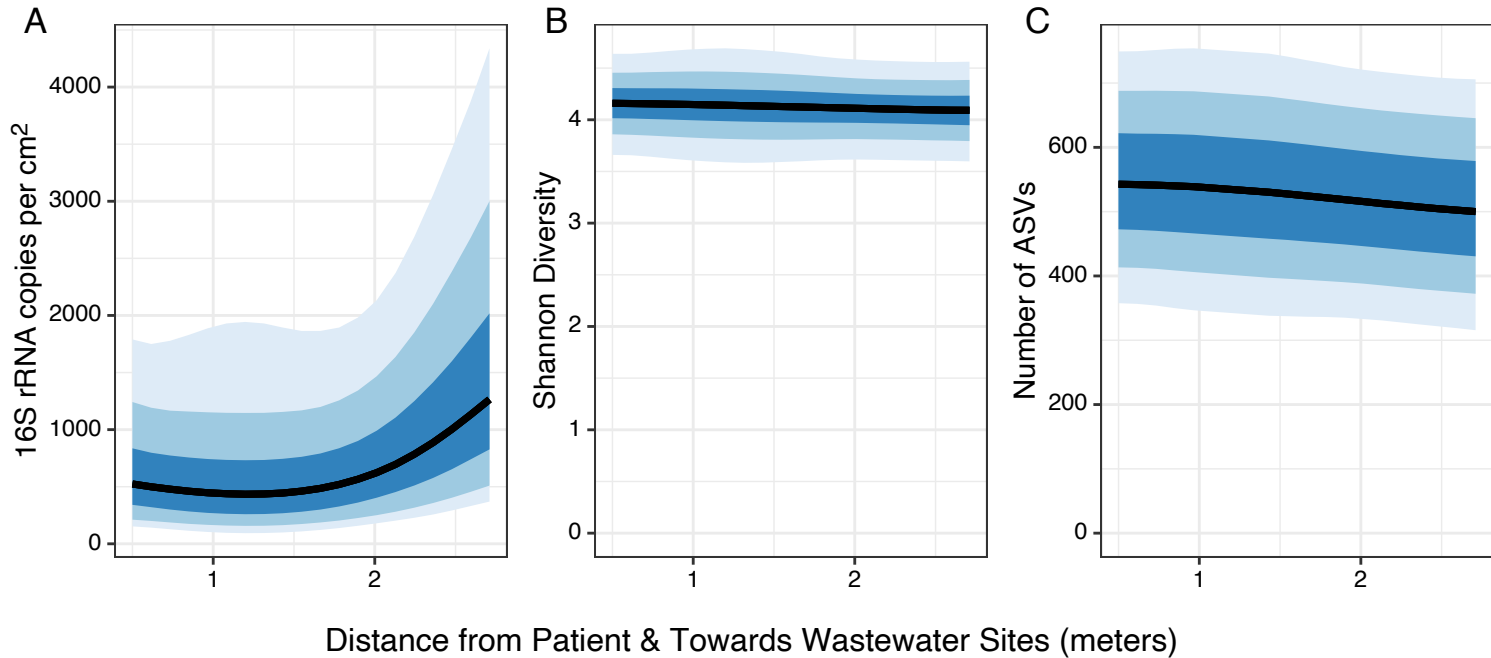 A
B
C
16S rRNA copies per cm²
4000
3000
2000
1000
0
1
2
Shannon Diversity
4
3
2
1
0
1
2
Number of ASVs
600
400
200
0
1
2
Distance from Patient & Towards Wastewater Sites (meters)